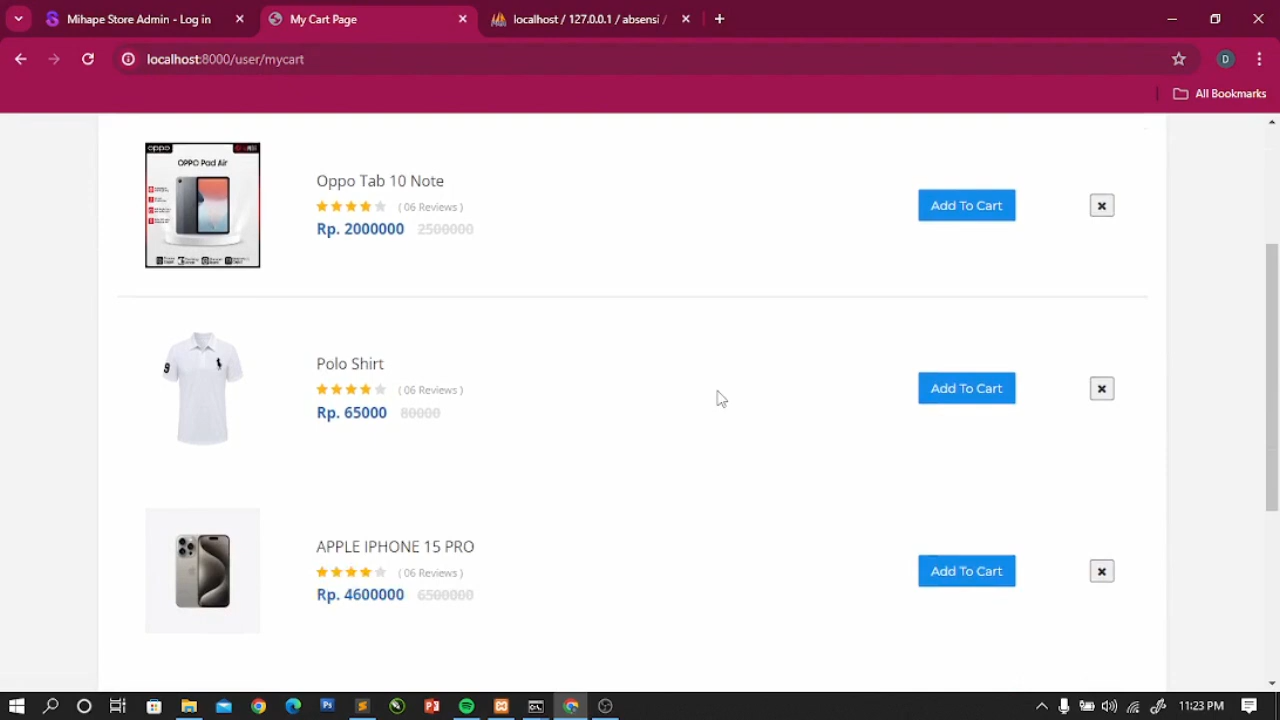 Mihape Store Admin - Log in
My Cart Page
localhost / 127.0.0.1 / absensi /
localhost:8000/user/mycart
D
All Bookmarks
oppo
OPPO Pad Air
Oppo Tab 10 Note
( 06 Reviews )
Rp. 2000000 2500000
Add To Cart
9
Polo Shirt
( 06 Reviews )
Rp. 65000 80000
Add To Cart
APPLE IPHONE 15 PRO
( 06 Reviews )
Rp. 4600000 6500000
Add To Cart
11:23 PM